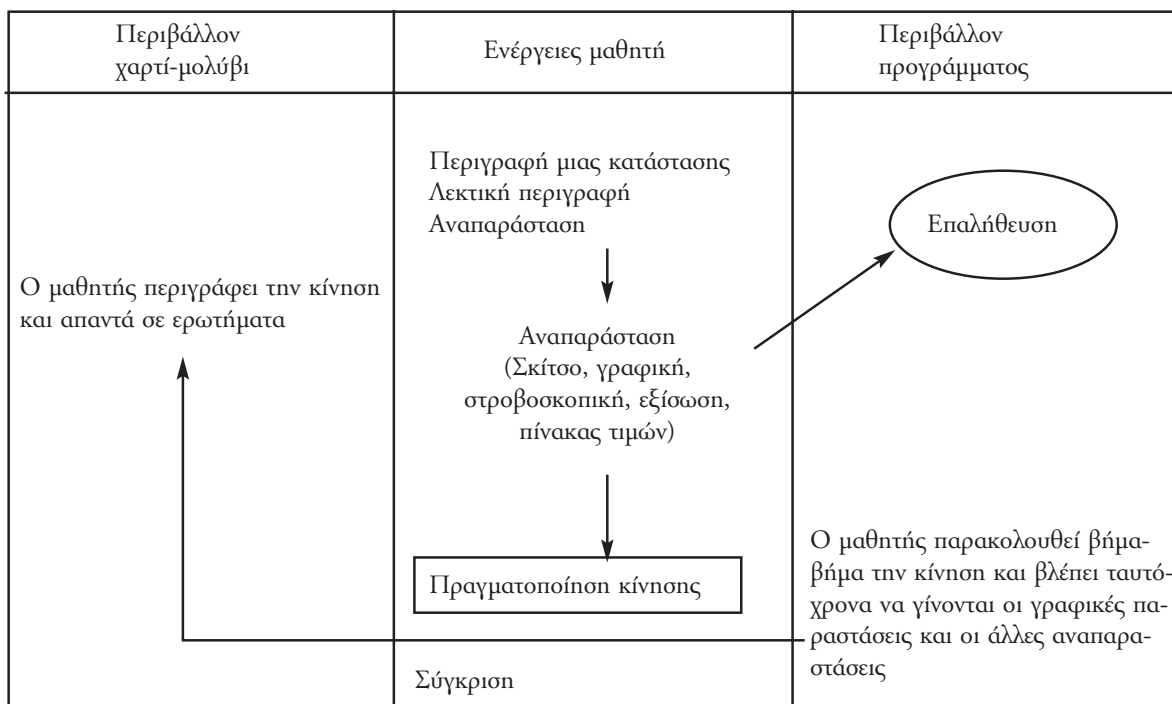 Περιβάλλον
χαρτί-μολύβι
Ενέργειες μαθητή
Περιβάλλον
προγράμματος
Ο μαθητής περιγράφει την κίνηση
και απαντά σε ερωτήματα
Περιγραφή μιας κατάστασης
Λεκτική περιγραφή
Αναπαράσταση
Αναπαράσταση
(Σκίτσο, γραφική,
στροβοσκοπική, εξίσωση,
πίνακας τιμών)
Πραγματοποίηση κίνησης
Σύγκριση
Επαλήθευση
Ο μαθητής παρακολουθεί βήμα-
βήμα την κίνηση και βλέπει ταυτό-
χρονα να γίνονται οι γραφικές πα-
ραστάσεις και οι άλλες αναπαρα-
στάσεις